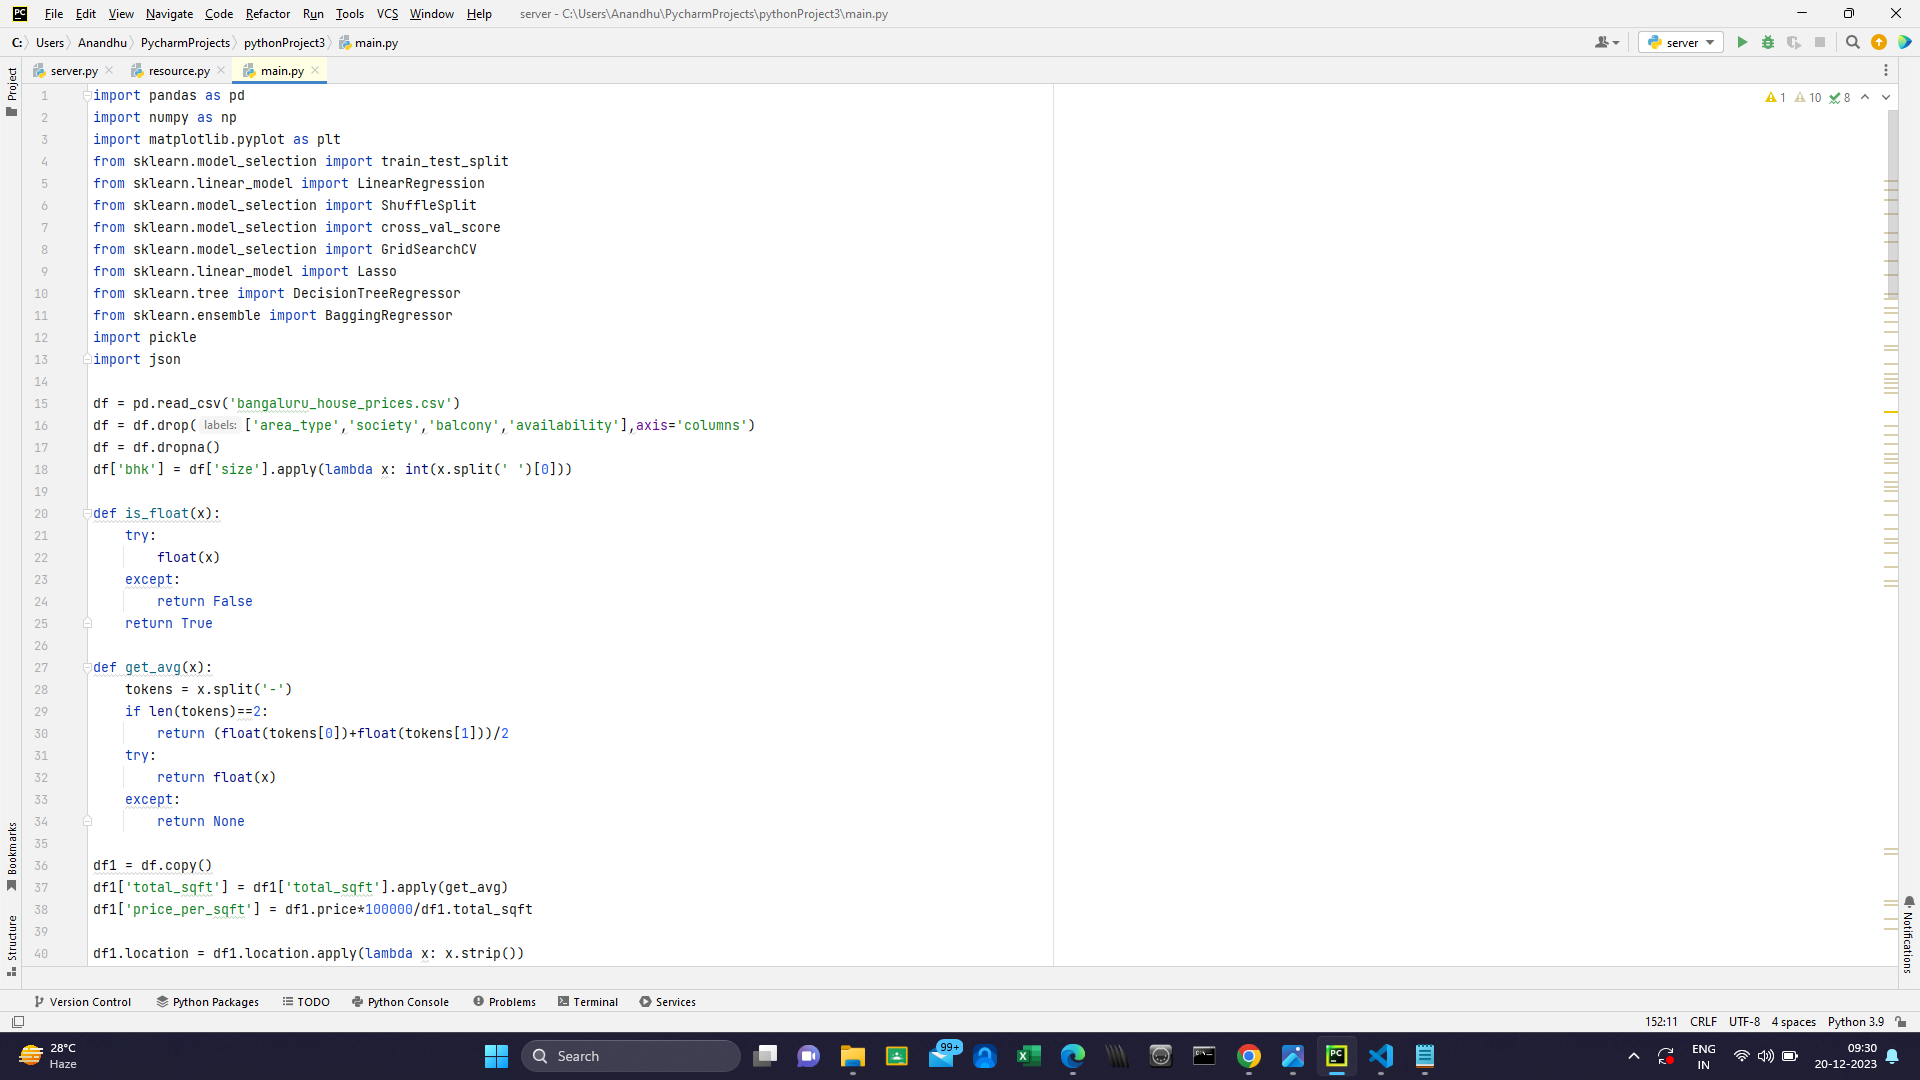 PC File Edit View Navigate Code Refactor Run Tools VCS Window Help server - C:\Users\Anandhu\PycharmProjects\pythonProject3\main.py
C: Users Anandhu PycharmProjects pythonProject3 main.py server
server.py resource.py main.py
Project
1 10 8
1 import pandas as pd
2 import numpy as np
3 import matplotlib.pyplot as plt
4 from sklearn.model_selection import train_test_split
5 from sklearn.linear_model import LinearRegression
6 from sklearn.model_selection import ShuffleSplit
7 from sklearn.model_selection import cross_val_score
8 from sklearn.model_selection import GridSearchCV
9 from sklearn.linear_model import Lasso
10 from sklearn.tree import DecisionTreeRegressor
11 from sklearn.ensemble import BaggingRegressor
12 import pickle
13 import json
14
15 df = pd.read_csv('bangaluru_house_prices.csv')
16 df = df.drop( labels: ['area_type','society','balcony','availability'],axis='columns')
17 df = df.dropna()
18 df['bhk'] = df['size'].apply(lambda x: int(x.split(' ')[0]))
19
20 def is_float(x):
21     try:
22         float(x)
23     except:
24         return False
25     return True
26
27 def get_avg(x):
28     tokens = x.split('-')
29     if len(tokens)==2:
30         return (float(tokens[0])+float(tokens[1]))/2
31     try:
32         return float(x)
33     except:
34         return None
35
36 df1 = df.copy()
37 df1['total_sqft'] = df1['total_sqft'].apply(get_avg)
38 df1['price_per_sqft'] = df1.price*100000/df1.total_sqft
39
40 df1.location = df1.location.apply(lambda x: x.strip())
Bookmarks
Structure
Notifications
Version Control Python Packages TODO Python Console Problems Terminal Services
152:11 CRLF UTF-8 4 spaces Python 3.9
28°C
Haze
Search
99+
PC
ENG
IN
09:30
20-12-2023